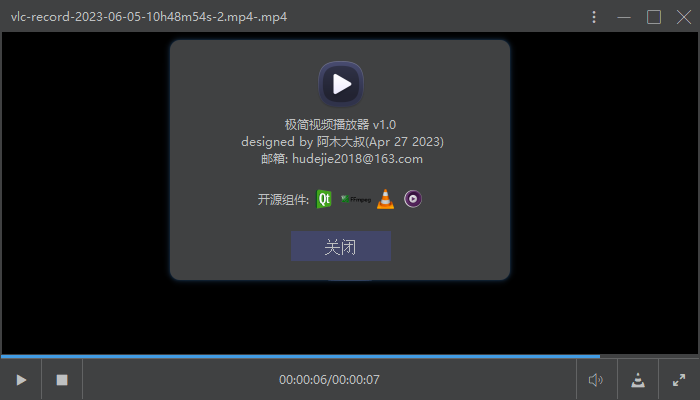 vlc-record-2023-06-05-10h48m54s-2.mp4-.mp4
极简视频播放器 v1.0
designed by 阿木大叔(Apr 27 2023)
邮箱: hudejie2018@163.com
开源组件: Qt FFmpeg
关闭
00:00:06/00:00:07